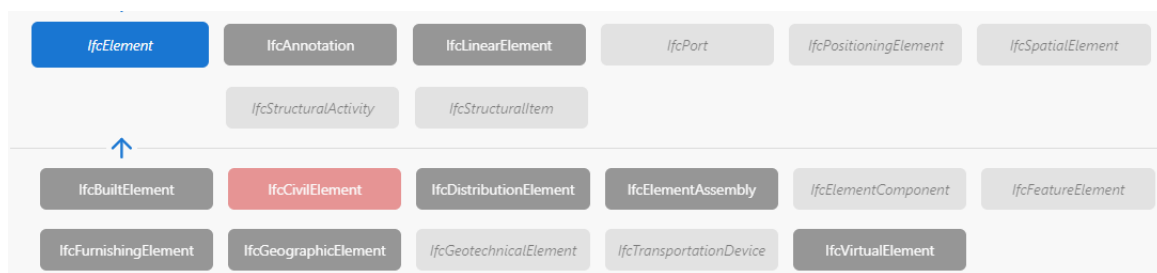 IfcElement IfcAnnotation IfcLinearElement IfcPort IfcPositioningElement IfcSpatialElement
IfcStructuralActivity IfcStructuralItem
IfcBuiltElement IfcCivilElement IfcDistributionElement IfcElementAssembly IfcElementComponent IfcFeatureElement
IfcFurnishingElement IfcGeographicElement IfcGeotechnicalElement IfcTransportationDevice IfcVirtualElement